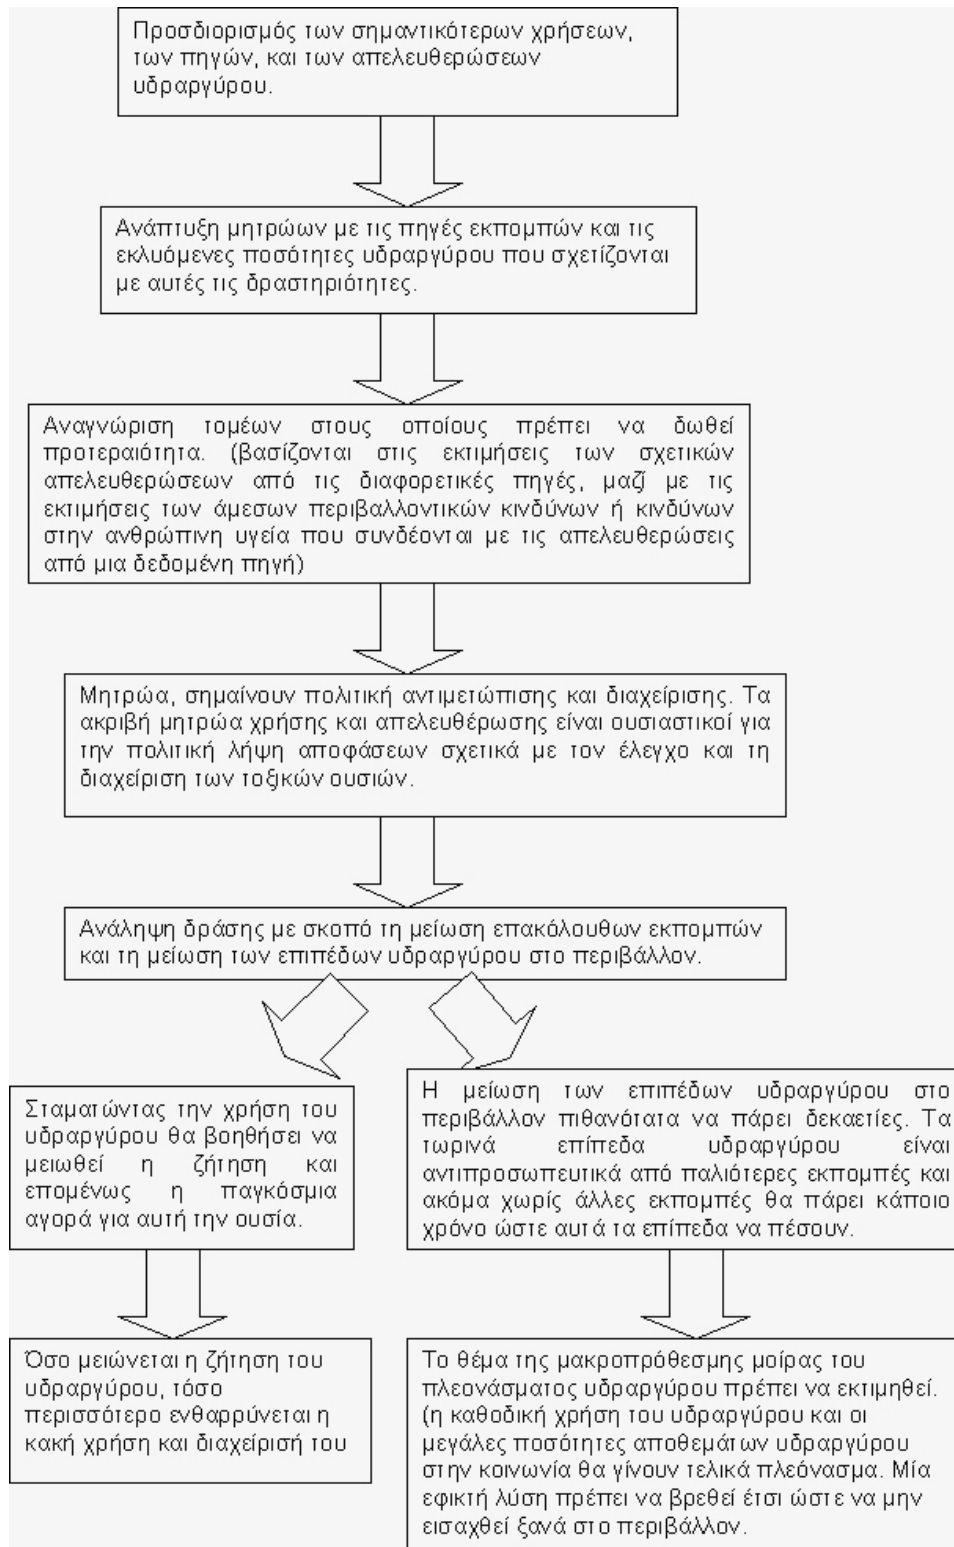 Προσδιορισμός των σημαντικότερων χρήσεων,
των πηγών, και των απελευθερώσεων
υδραργύρου.
Ανάπτυξη μητρώων με τις πηγές εκπομπών και τις
εκλυόμενες ποσότητες υδραργύρου που σχετίζονται
με αυτές τις δραστηριότητες.
Αναγνώριση τομέων στους οποίους πρέπει να δωθεί
προτεραιότητα. (βασίζονται στις εκτιμήσεις των σχετικών
απελευθερώσεων από τις διαφορετικές πηγές, μαζί με τις
εκτιμήσεις των άμεσων περιβαλλοντικών κινδύνων ή κινδύνων
στην ανθρώπινη υγεία που συνδέονται με τις απελευθερώσεις
από μια δεδομένη πηγή)
Μητρώα, σημαίνουν πολιτική αντιμετώπισης και διαχείρισης. Τα
ακριβή μητρώα χρήσης και απελευθέρωσης είναι ουσιαστικοί για
την πολιτική λήψη αποφάσεων σχετικά με τον έλεγχο και τη
διαχείριση των τοξικών ουσιών.
Ανάληψη δράσης με σκοπό τη μείωση επακόλουθων εκπομπών
και τη μείωση των επιπέδων υδραργύρου στο περιβάλλον.
Σταματώντας την χρήση του
υδραργύρου θα βοηθήσει να
μειωθεί η ζήτηση και
επομένως η παγκόσμια
αγορά για αυτή την ουσία.
Η μείωση των επιπέδων υδραργύρου στο
περιβάλλον πιθανότατα να πάρει δεκαετίες. Τα
τωρινά επίπεδα υδραργύρου είναι
αντιπροσωπευτικά από παλιότερες εκπομπές και
ακόμα χωρίς άλλες εκπομπές θα πάρει κάποιο
χρόνο ώστε αυτά τα επίπεδα να πέσουν.
Όσο μειώνεται η ζήτηση του
υδραργύρου, τόσο
περισσότερο ενθαρρύνεται η
κακή χρήση και διαχείρισή του
Το θέμα της μακροπρόθεσμης μοίρας του
πλεονάσματος υδραργύρου πρέπει να εκτιμηθεί.
(η καθοδική χρήση του υδραργύρου και οι
μεγάλες ποσότητες αποθεμάτων υδραργύρου
στην κοινωνία θα γίνουν τελικά πλεόνασμα. Μία
εφικτή λύση πρέπει να βρεθεί έτσι ώστε να μην
εισαχθεί ξανά στο περιβάλλον.